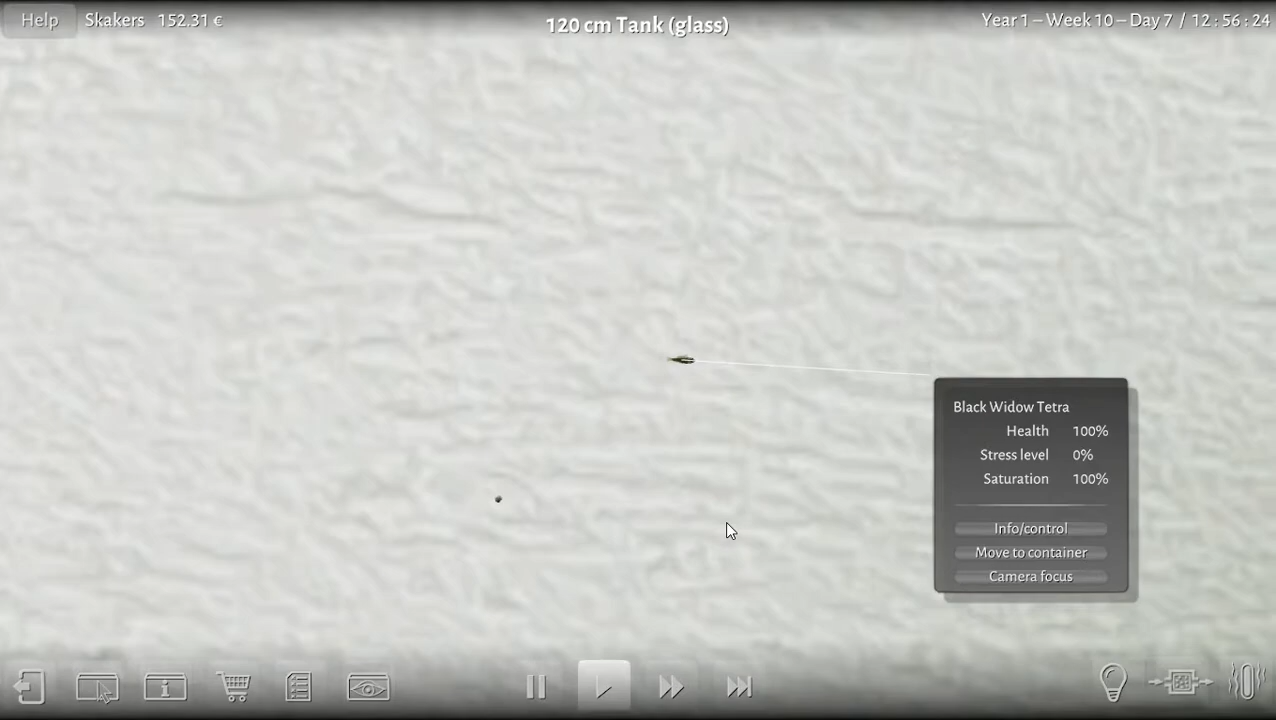 Help
Skakers 152.31 €
120 cm Tank (glass)
Year 1 – Week 10 – Day 7 / 12 : 56 : 24
Black Widow Tetra
Health 100%
Stress level 0%
Saturation 100%
Info/control
Move to container
Camera focus